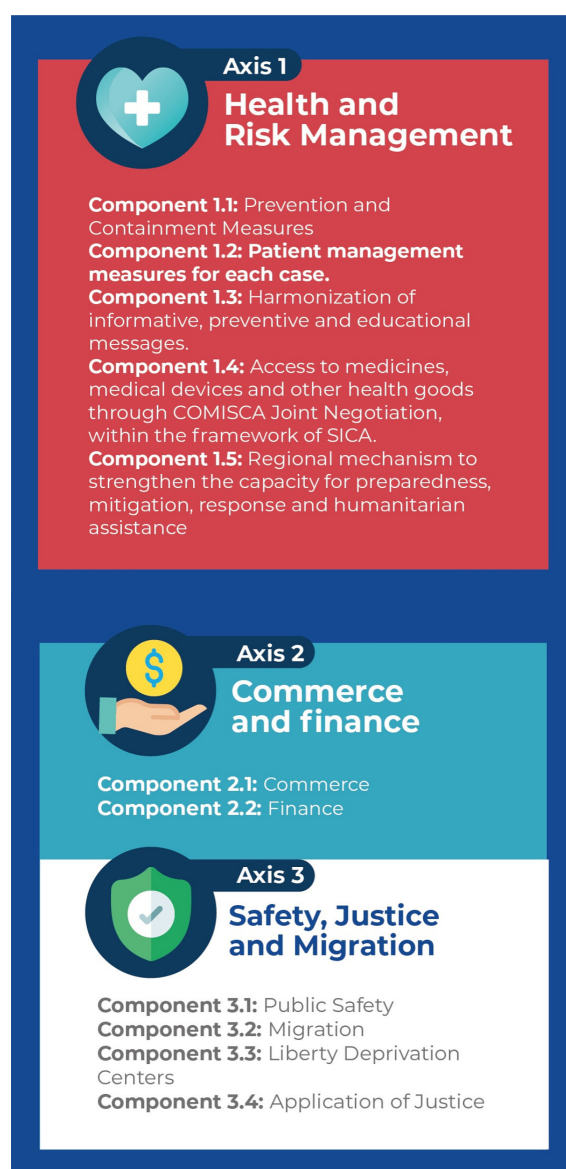 Axis 1
Health and
Risk Management
Component 1.1: Prevention and
Containment Measures
Component 1.2: Patient management
measures for each case.
Component 1.3: Harmonization of
informative, preventive and educational
messages.
Component 1.4: Access to medicines,
medical devices and other health goods
through COMISCA Joint Negotiation,
within the framework of SICA.
Component 1.5: Regional mechanism to
strengthen the capacity for preparedness,
mitigation, response and humanitarian
assistance
$
Axis 2
Commerce
and finance
Component 2.1: Commerce
Component 2.2: Finance
Axis 3
Safety, Justice
and Migration
Component 3.1: Public Safety
Component 3.2: Migration
Component 3.3: Liberty Deprivation
Centers
Component 3.4: Application of Justice